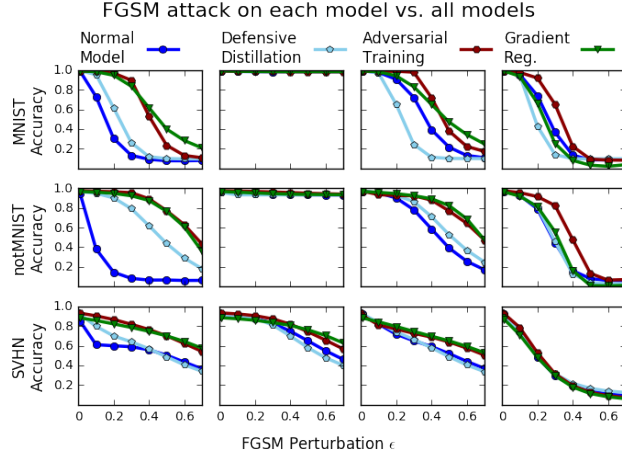 FGSM attack on each model vs. all models
Normal Model
Defensive Distillation
Adversarial Training
Gradient Reg.
MNIST Accuracy
1.0
0.8
0.6
0.4
0.2
notMNIST Accuracy
1.0
0.8
0.6
0.4
0.2
SVHN Accuracy
1.0
0.8
0.6
0.4
0.2
0 0.2 0.4 0.6 0 0.2 0.4 0.6 0 0.2 0.4 0.6 0 0.2 0.4 0.6
FGSM Perturbation ϵ